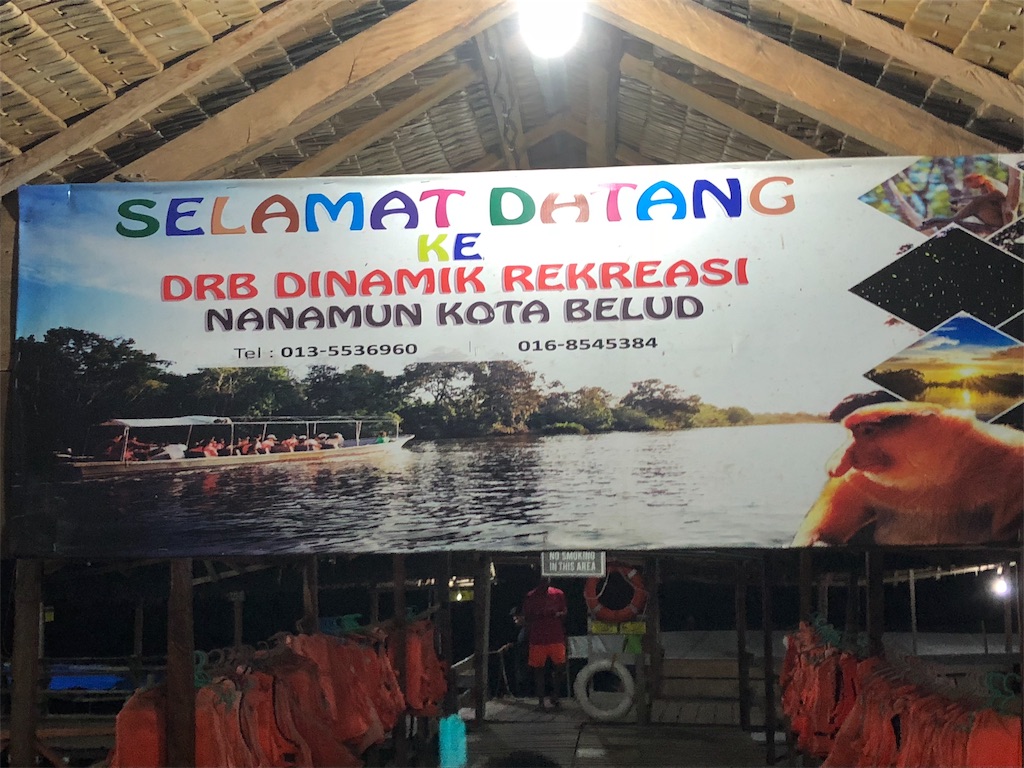 SELAMAT DATANG
KE
DRB DINAMIK REKREASI
NANAMUN KOTA BELUD
Tel : 013-5536960 | 016-8545384
NO SMOKING
IN THIS AREA